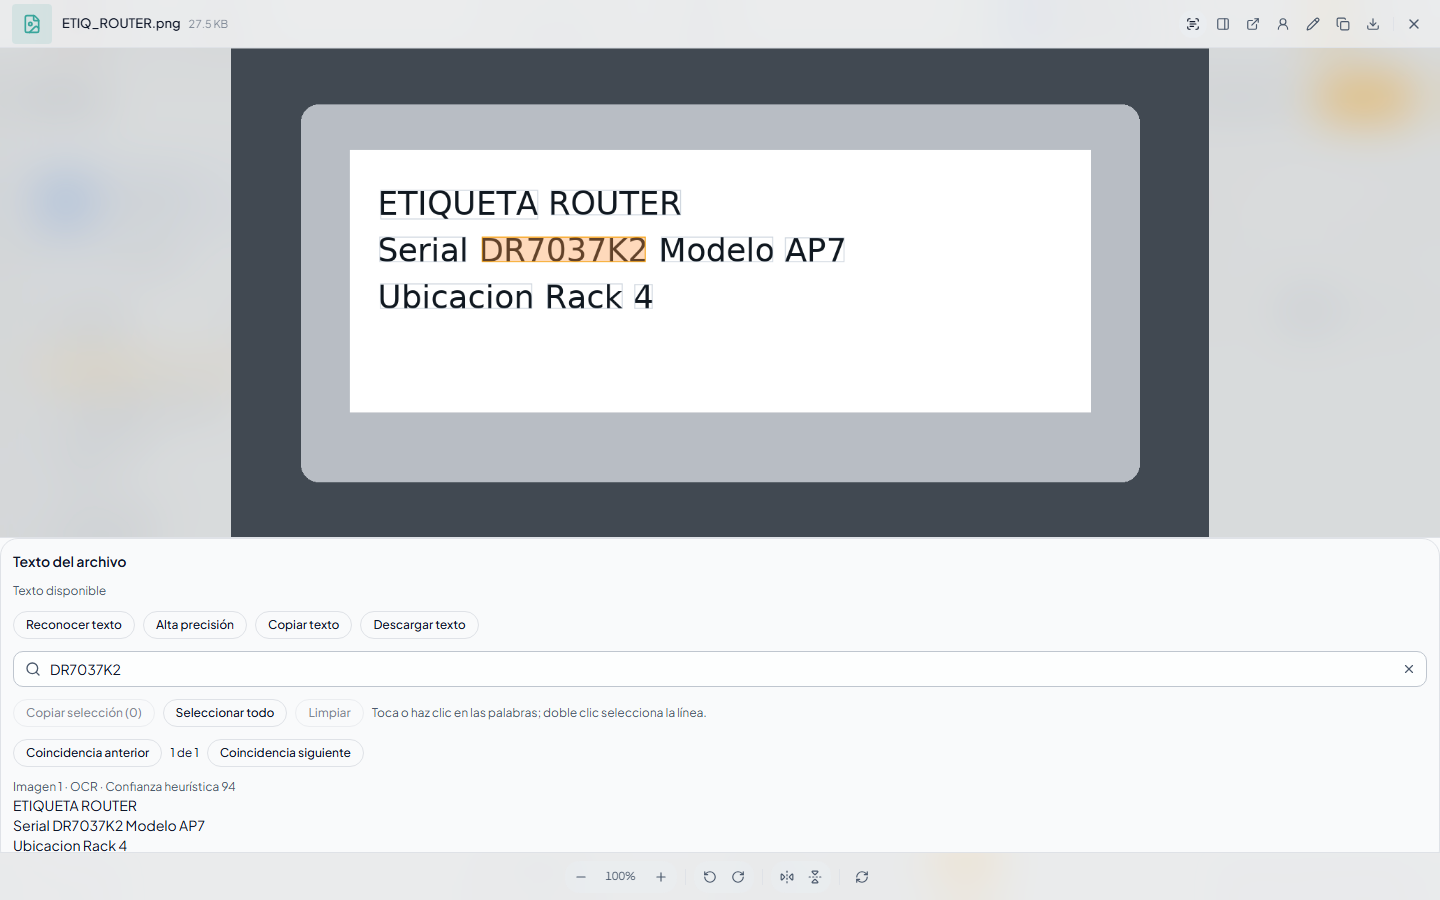 ETIQ_ROUTER.png 27.5 KB
ETIQUETA ROUTER
Serial DR7037K2 Modelo AP7
Ubicacion Rack 4
Texto del archivo
Texto disponible
Reconocer texto Alta precisión Copiar texto Descargar texto
DR7037K2
Copiar selección (0) Seleccionar todo Limpiar Toca o haz clic en las palabras; doble clic selecciona la línea.
Coincidencia anterior 1 de 1 Coincidencia siguiente
Imagen 1 · OCR · Confianza heurística 94
ETIQUETA ROUTER
Serial DR7037K2 Modelo AP7
Ubicacion Rack 4
100%